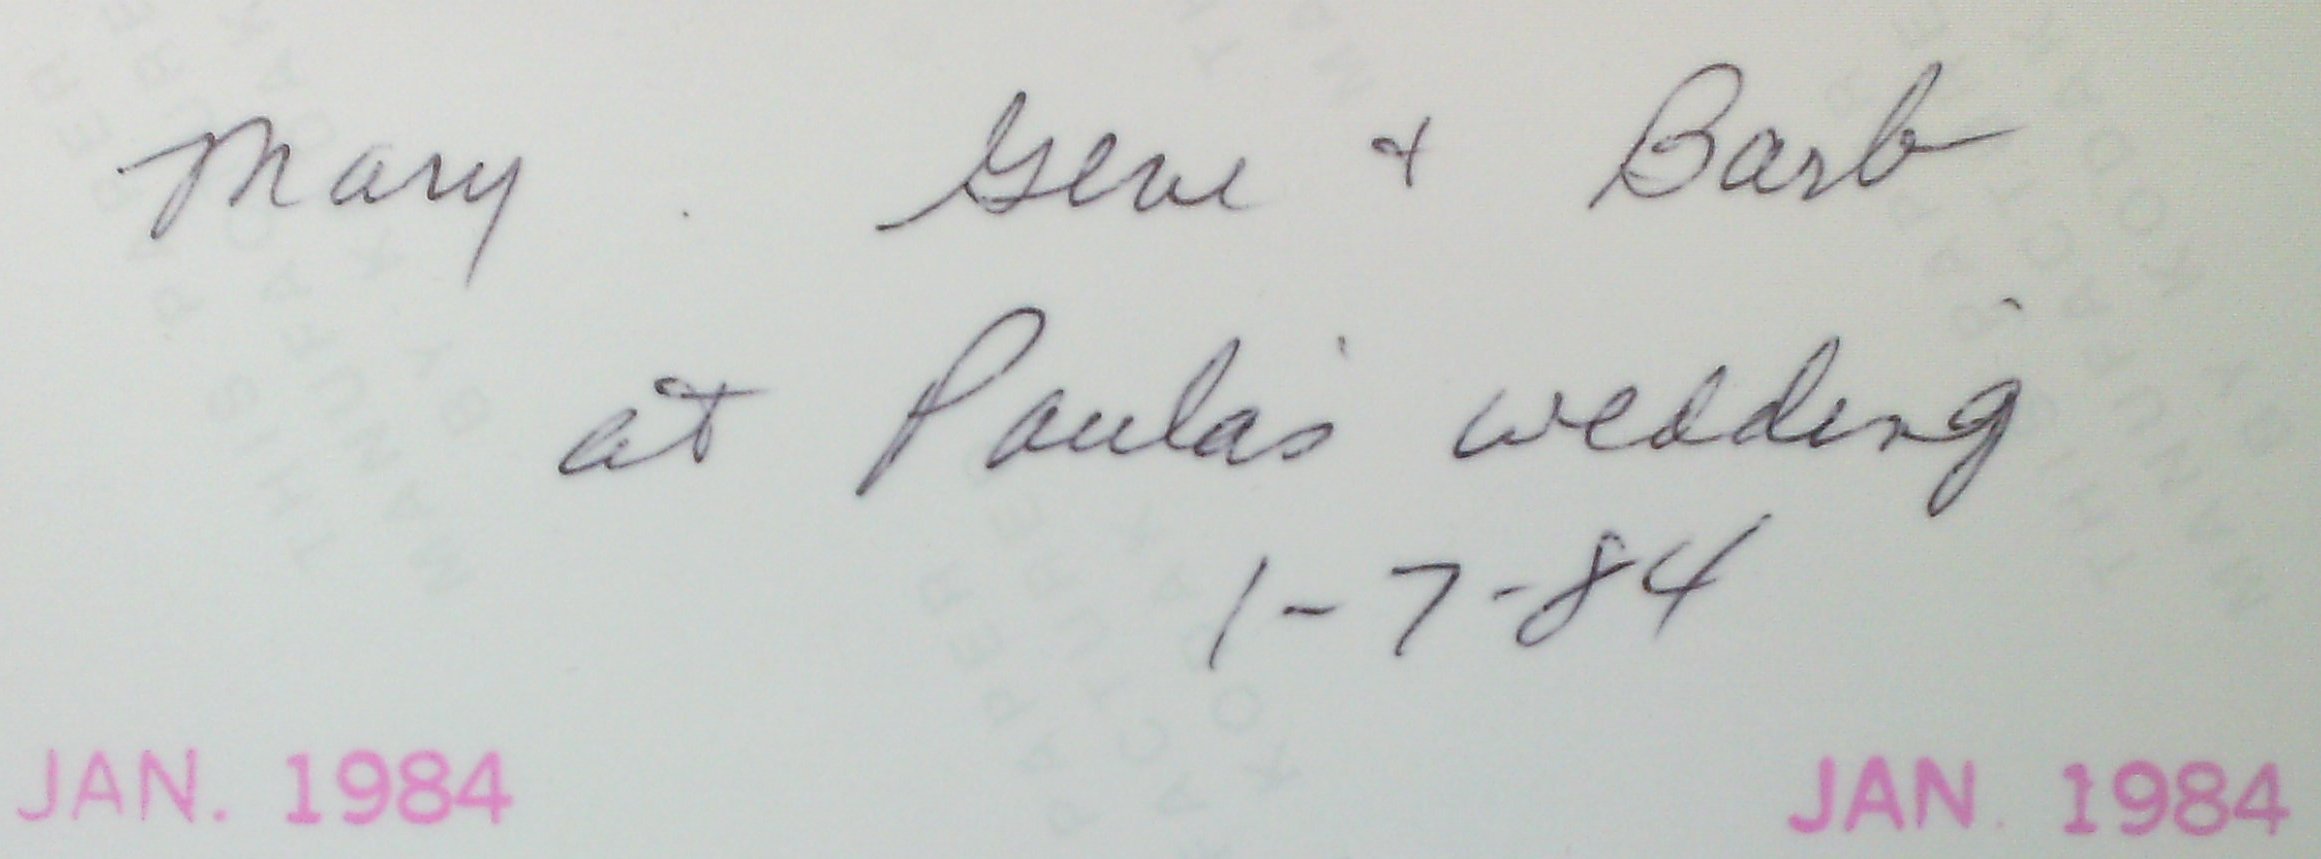 Mary. Gene & Barb
at Paula's wedding
1-7-84
JAN. 1984 JAN. 1984